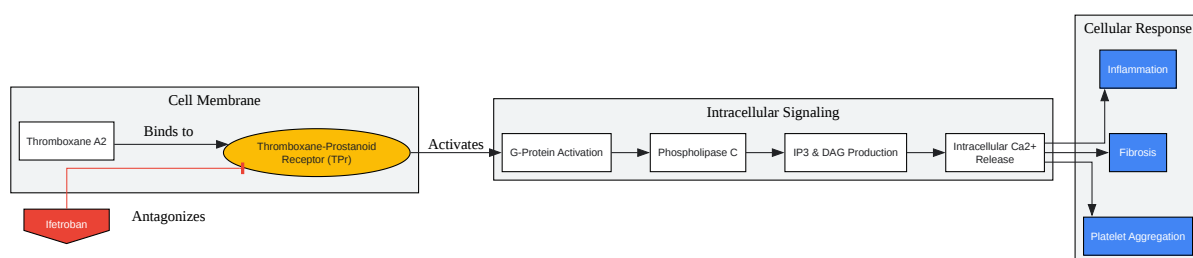 Cell Membrane
Thromboxane A2
Binds to
Thromboxane-Prostanoid
Receptor (TPr)
Ifetroban
Antagonizes
Activates
Intracellular Signaling
G-Protein Activation
Phospholipase C
IP3 & DAG Production
Intracellular Ca2+
Release
Cellular Response
Inflammation
Fibrosis
Platelet Aggregation